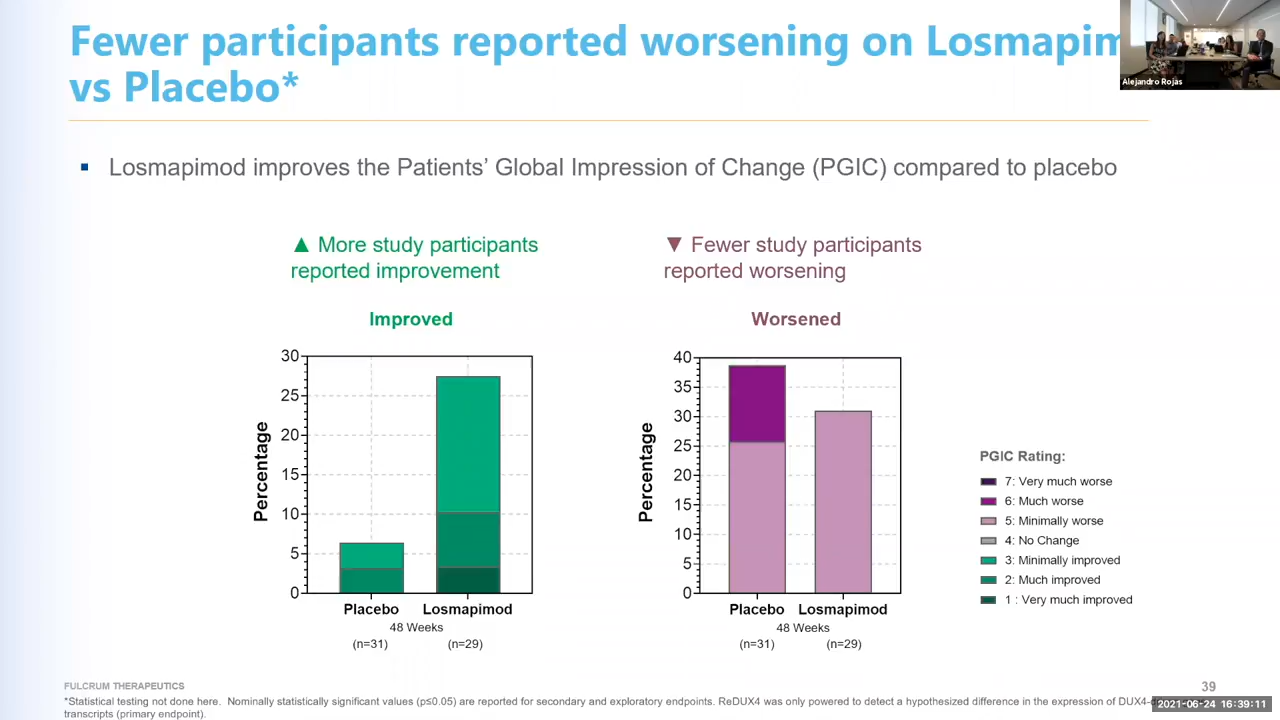 Fewer participants reported worsening on Losmapim
vs Placebo*
Alejandro Rojas
▪ Losmapimod improves the Patients’ Global Impression of Change (PGIC) compared to placebo
▲ More study participants
reported improvement
▼ Fewer study participants
reported worsening
Improved
Worsened
Percentage
30
25
20
15
10
5
0
Placebo
Losmapimod
48 Weeks
(n=31)
(n=29)
Percentage
40
35
30
25
20
15
10
5
0
Placebo
Losmapimod
48 Weeks
(n=31)
(n=29)
PGIC Rating:
7: Very much worse
6: Much worse
5: Minimally worse
4: No Change
3: Minimally improved
2: Much improved
1 : Very much improved
FULCRUM THERAPEUTICS
39
*Statistical testing not done here. Nominally statistically significant values (p≤0.05) are reported for secondary and exploratory endpoints. ReDUX4 was only powered to detect a hypothesized difference in the expression of DUX4-
transcripts (primary endpoint).
2021-06-24 16:39:11